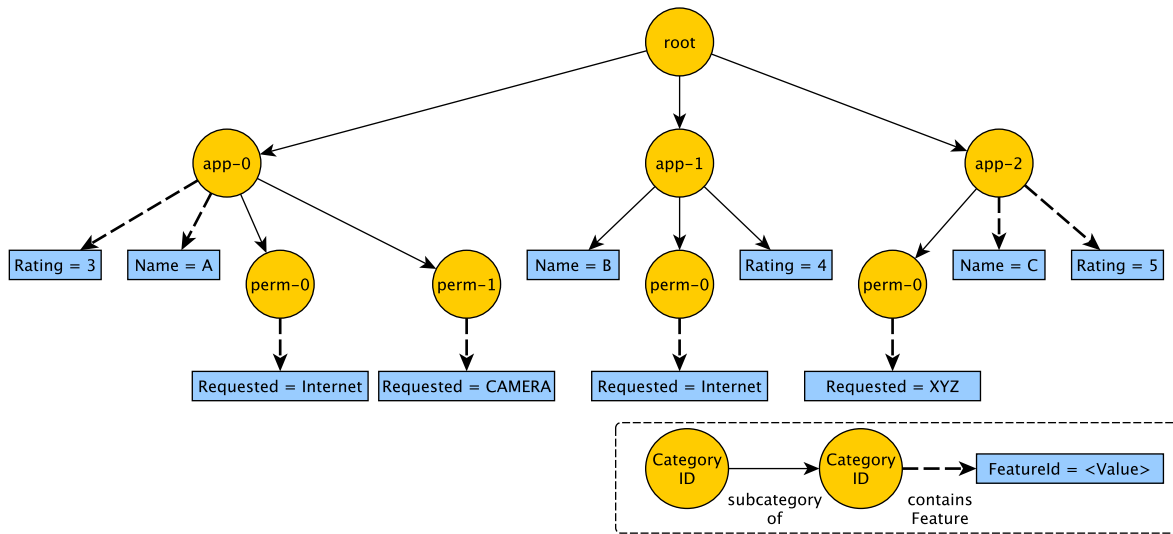 root
app-0
app-1
app-2
Rating = 3
Name = A
perm-0
perm-1
Name = B
perm-0
Rating = 4
perm-0
Name = C
Rating = 5
Requested = Internet
Requested = CAMERA
Requested = Internet
Requested = XYZ
Category
ID
subcategory
of
Category
ID
contains
Feature
FeatureId = <Value>